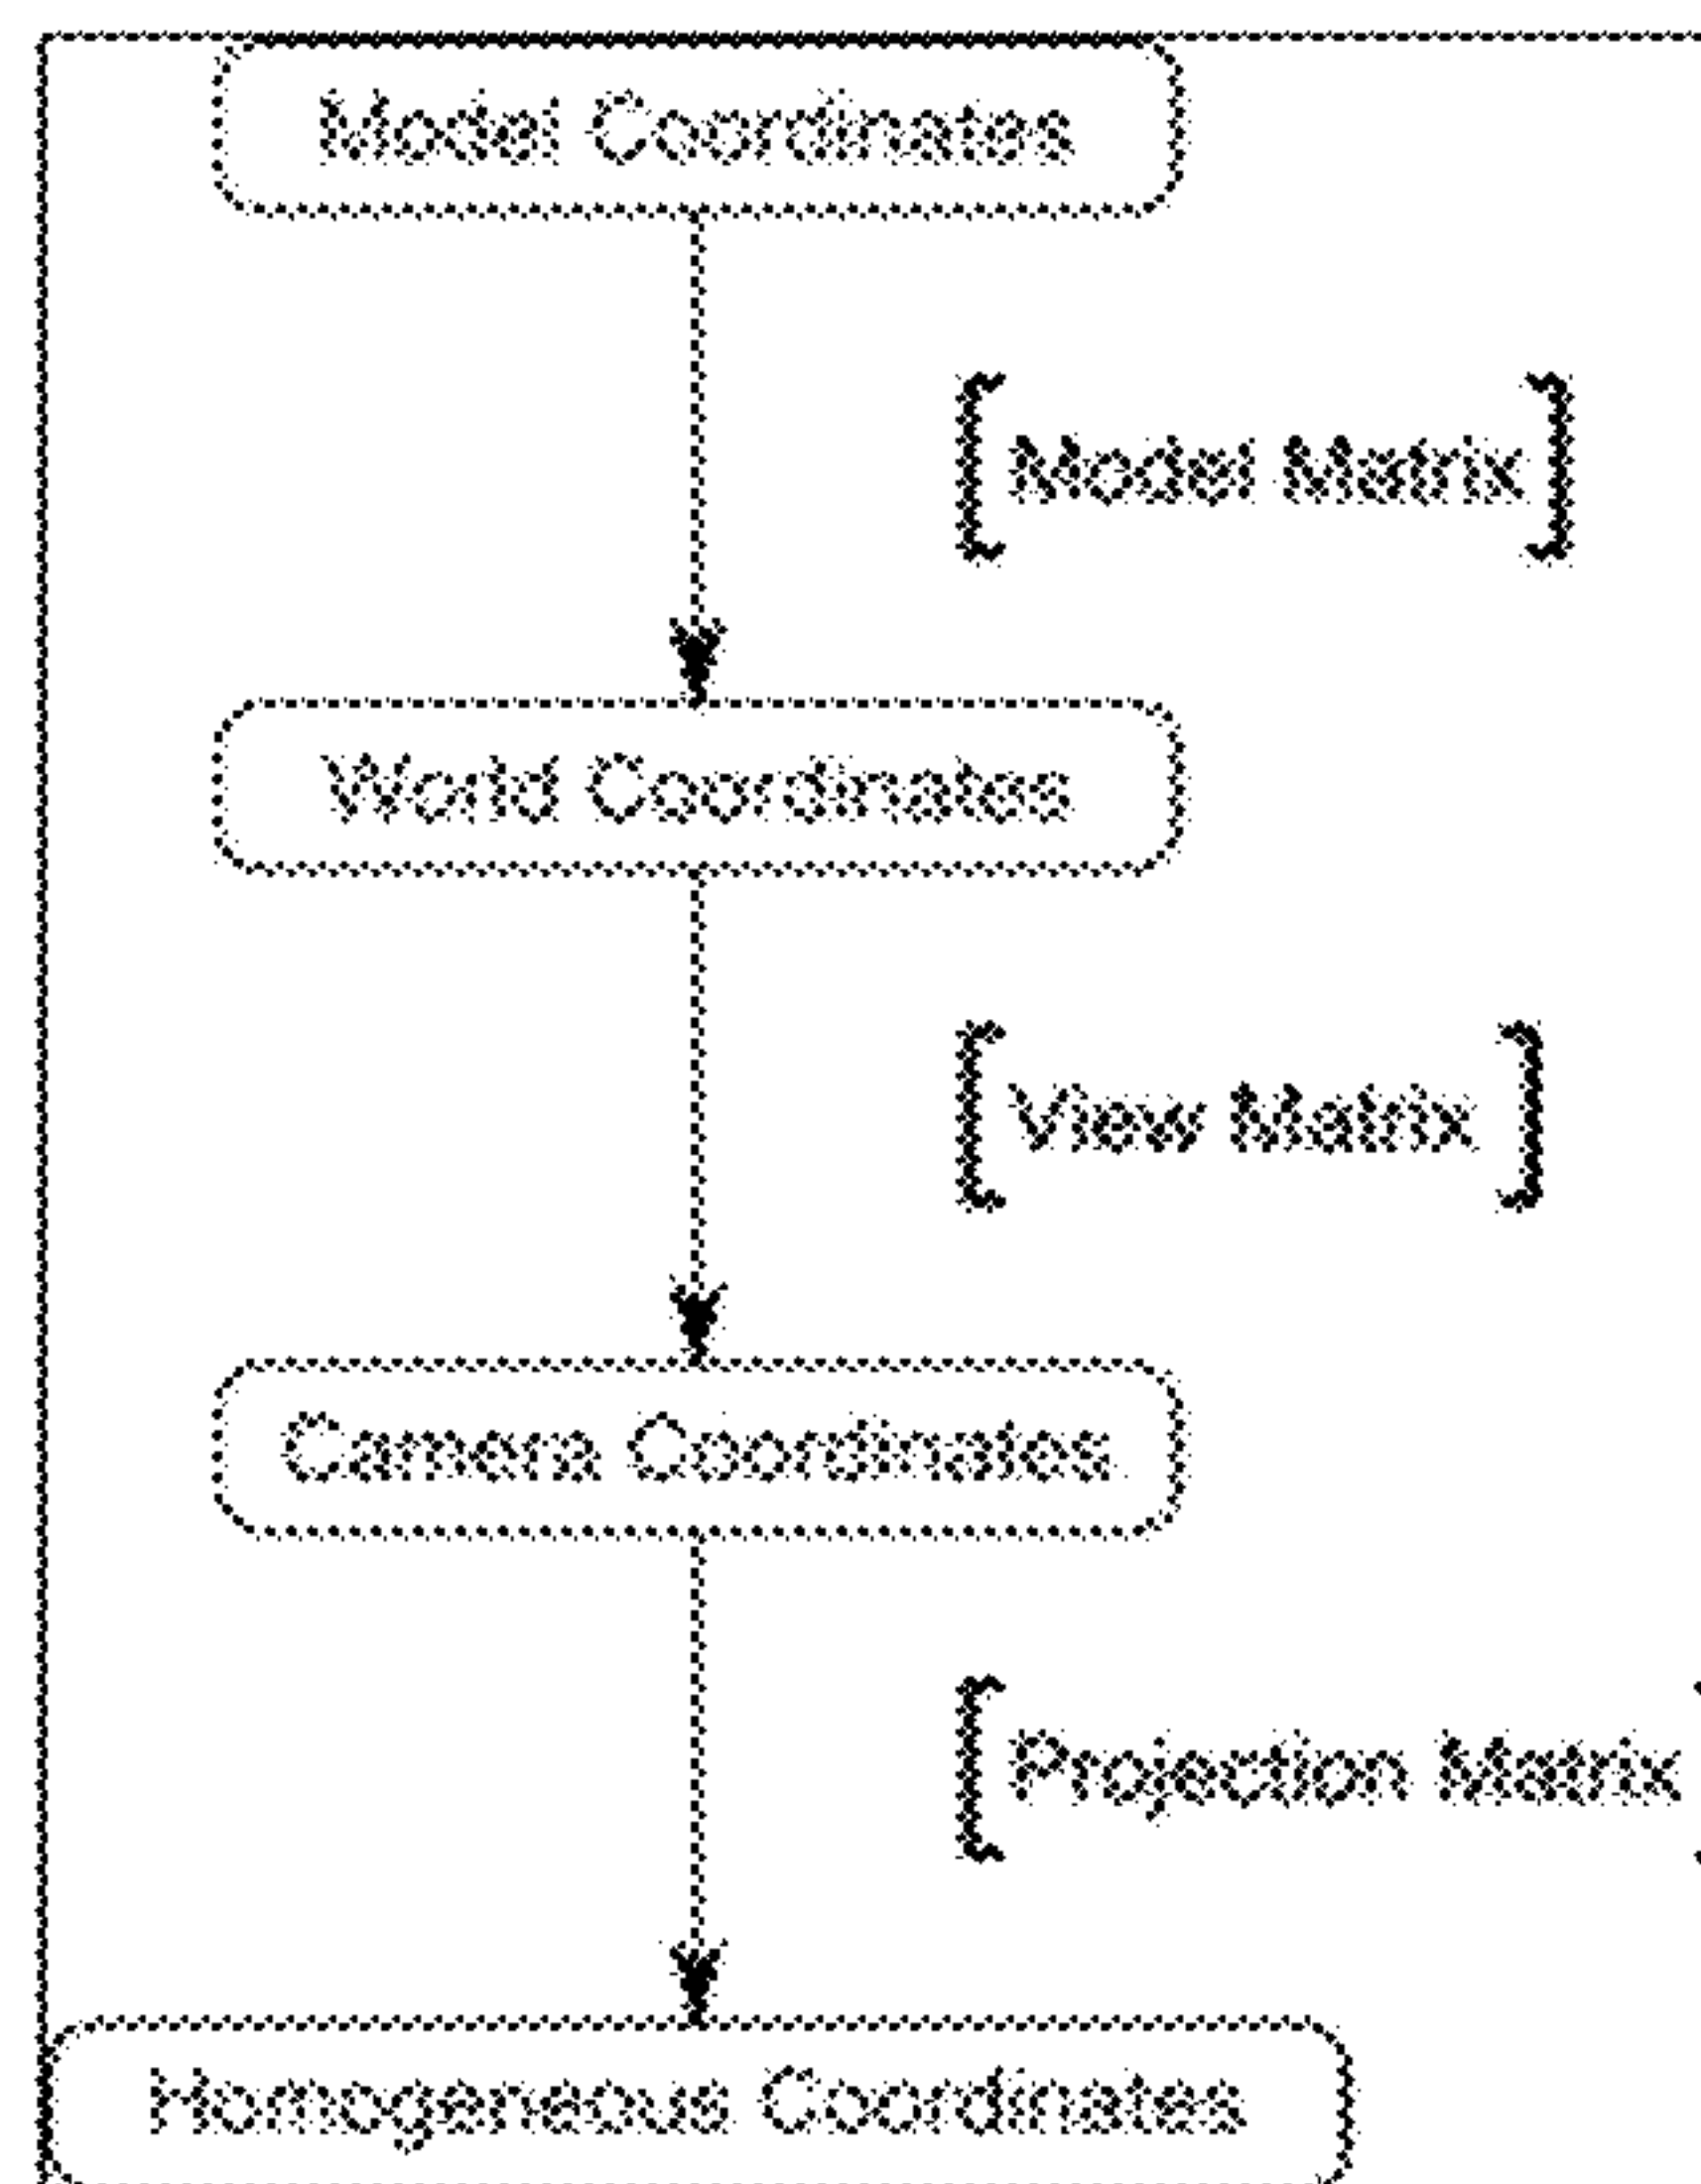 Model Coordinates
[Model Matrix]
World Coordinates
[View Matrix]
Camera Coordinates
[Projection Matrix]
Homogeneous Coordinates